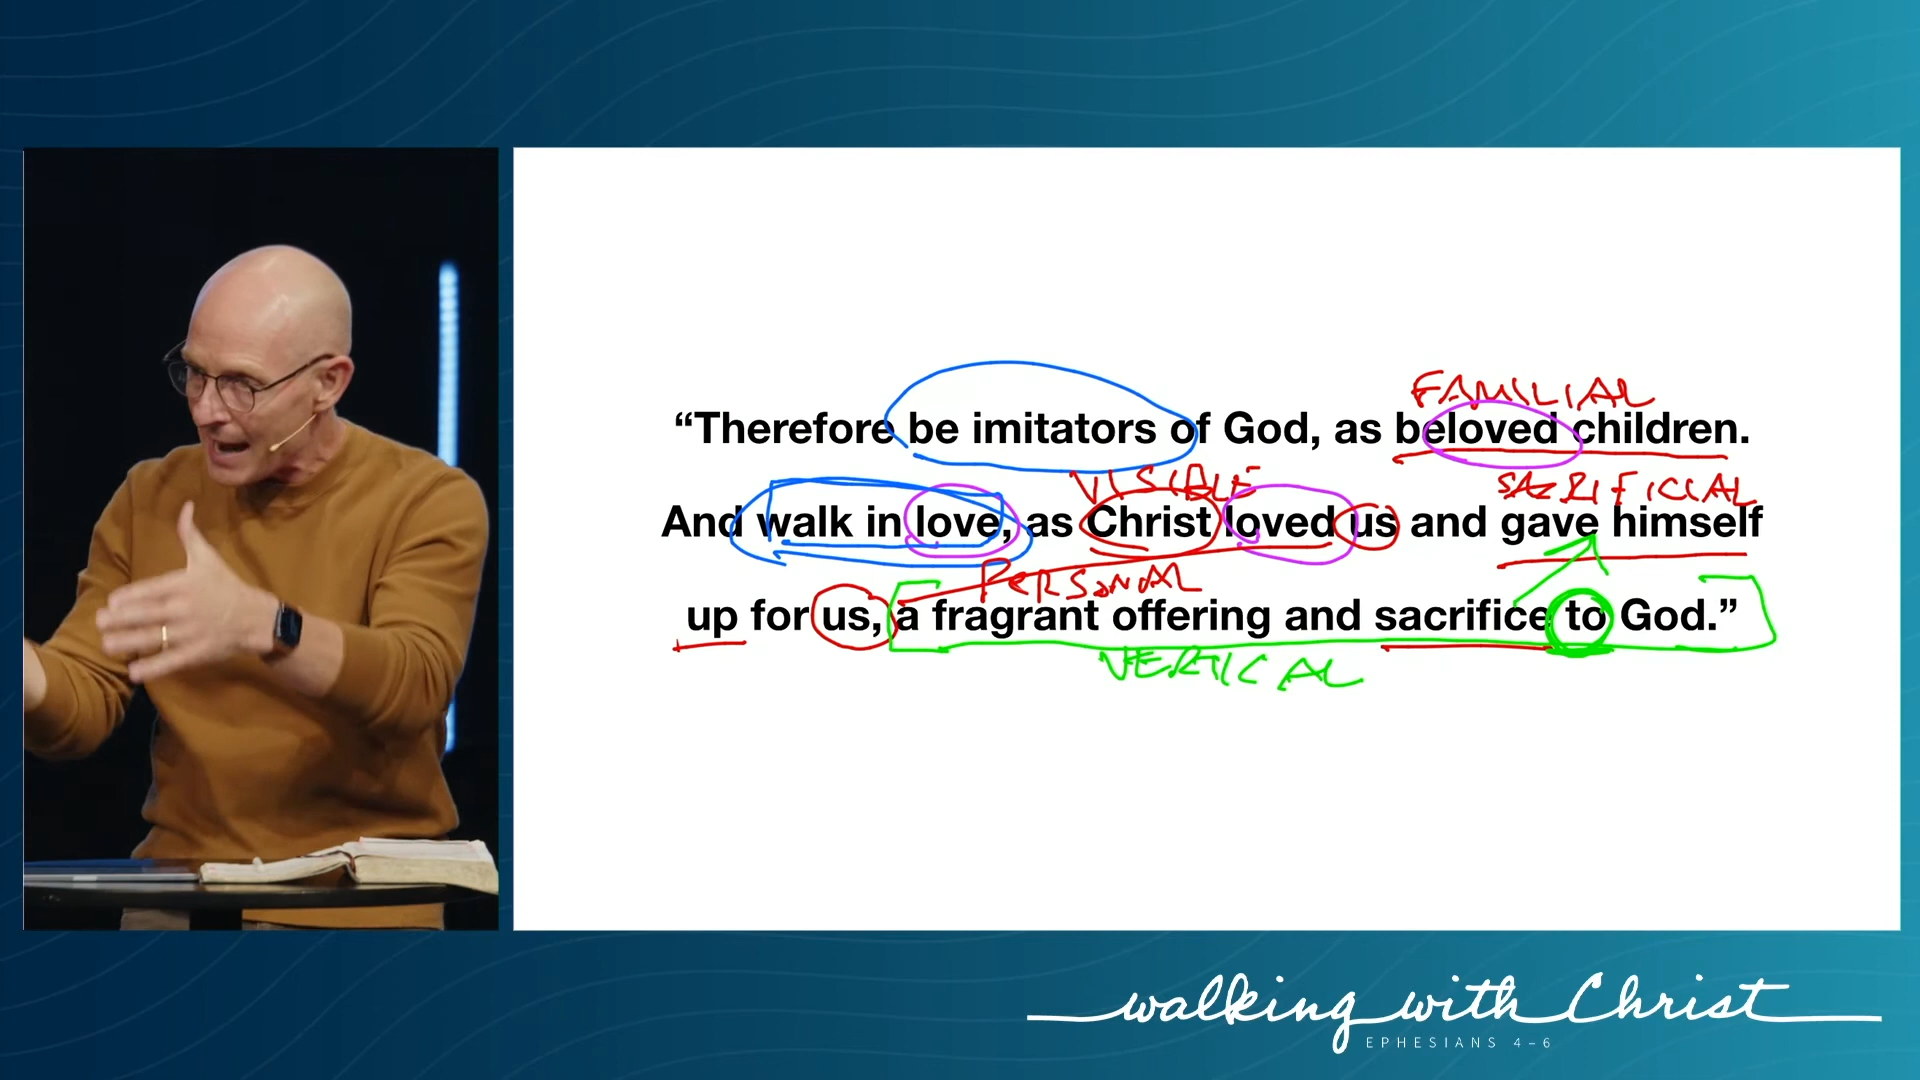 FAMILIAL
“Therefore be imitators of God, as beloved children.
VISIBLE SACRIFICIAL
And walk in love, as Christ loved us and gave himself
PERSONAL
up for us, a fragrant offering and sacrifice to God.”
VERTICAL
walking with Christ
EPHESIANS 4–6